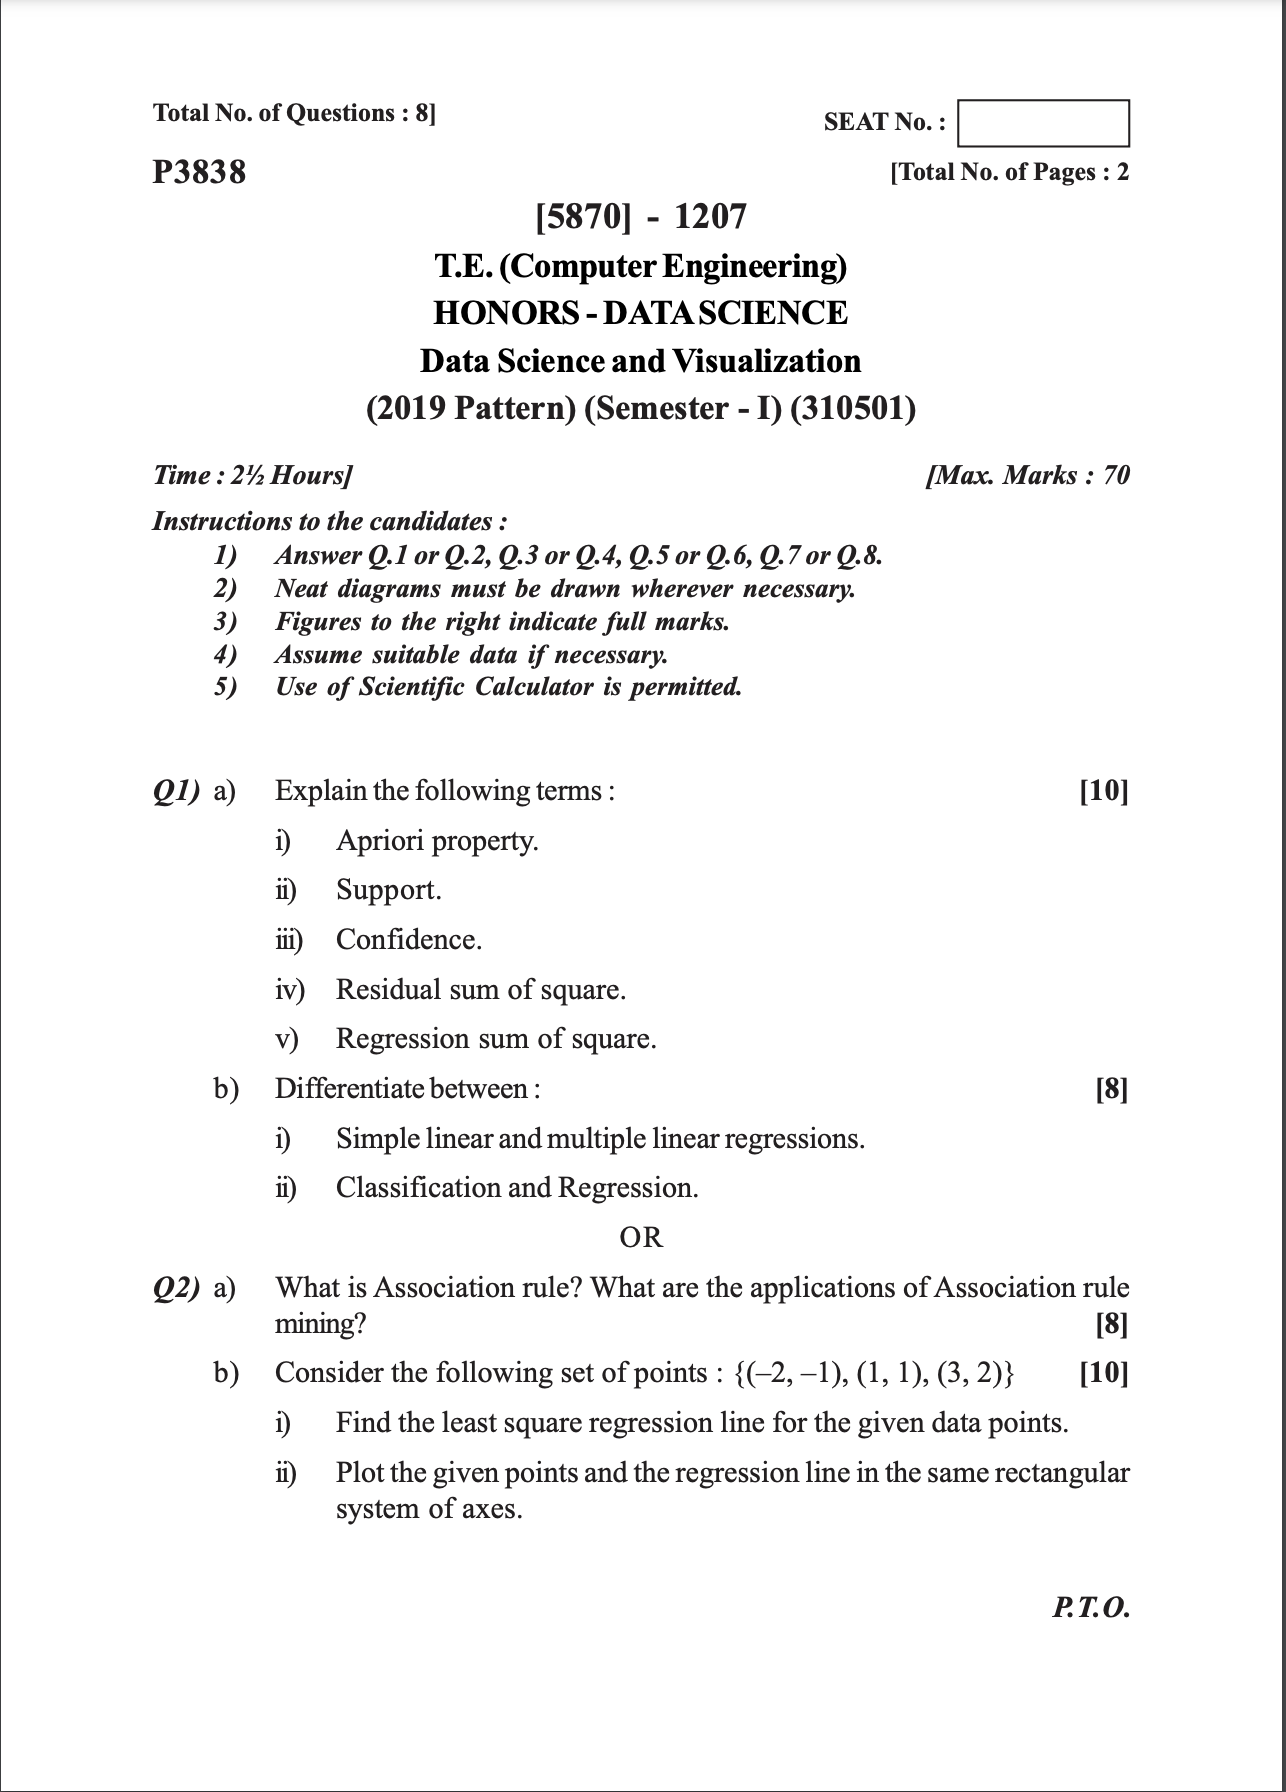 Total No. of Questions : 8]
SEAT No. :
P3838
[Total No. of Pages : 2
[5870] - 1207
T.E. (Computer Engineering)
HONORS - DATA SCIENCE
Data Science and Visualization
(2019 Pattern) (Semester - I) (310501)
Time : 2½ Hours]
[Max. Marks : 70
Instructions to the candidates :
1) Answer Q.1 or Q.2, Q.3 or Q.4, Q.5 or Q.6, Q.7 or Q.8.
2) Neat diagrams must be drawn wherever necessary.
3) Figures to the right indicate full marks.
4) Assume suitable data if necessary.
5) Use of Scientific Calculator is permitted.
Q1) a) Explain the following terms : [10]
i) Apriori property.
ii) Support.
iii) Confidence.
iv) Residual sum of square.
v) Regression sum of square.
b) Differentiate between : [8]
i) Simple linear and multiple linear regressions.
ii) Classification and Regression.
OR
Q2) a) What is Association rule? What are the applications of Association rule
mining? [8]
b) Consider the following set of points : {(–2, –1), (1, 1), (3, 2)} [10]
i) Find the least square regression line for the given data points.
ii) Plot the given points and the regression line in the same rectangular
system of axes.
P.T.O.